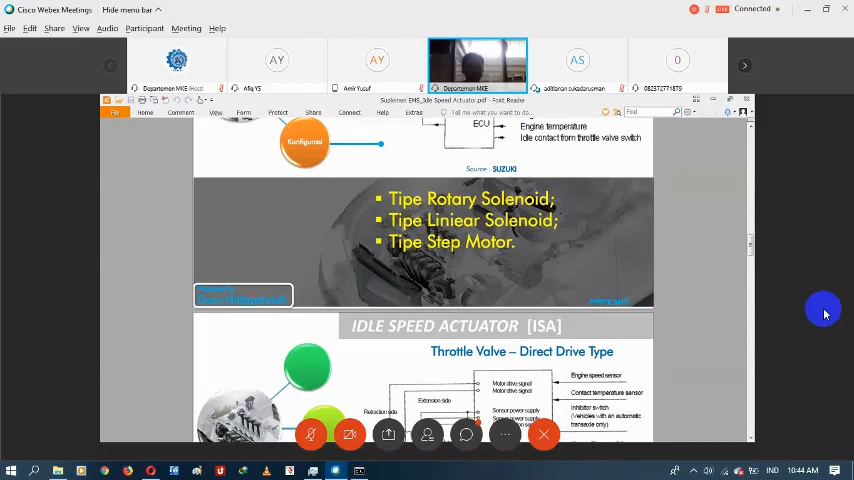 Cisco Webex Meetings
Hide menu bar
LIVE
Connected
File Edit Share View Audio Participant Meeting Help
AY
AY
AS
0
Departemen MKE (Host)
Afiq YS
Amir Yusuf
Departemen MKE
aditiarian sukadarusman
082372771879
Suplemen EMS_Idle Speed Actuator.pdf - Foxit Reader
File Home Comment View Form Protect Share Connect Help Extras Tell me what you want to do... Find
Konfigurasi
ECU
Engine temperature
Idle contact from throttle valve switch
Source : SUZUKI
▪ Tipe Rotary Solenoid;
▪ Tipe Liniear Solenoid;
▪ Tipe Step Motor.
IDLE SPEED ACTUATOR [ISA]
Throttle Valve – Direct Drive Type
Motor drive signal
Motor drive signal
Engine speed sensor
Contact temperature sensor
Extension side
Retraction side
Sensor power supply
Inhibitor switch
(Vehicles with an automatic
transaxle only)
IND
10:44 AM